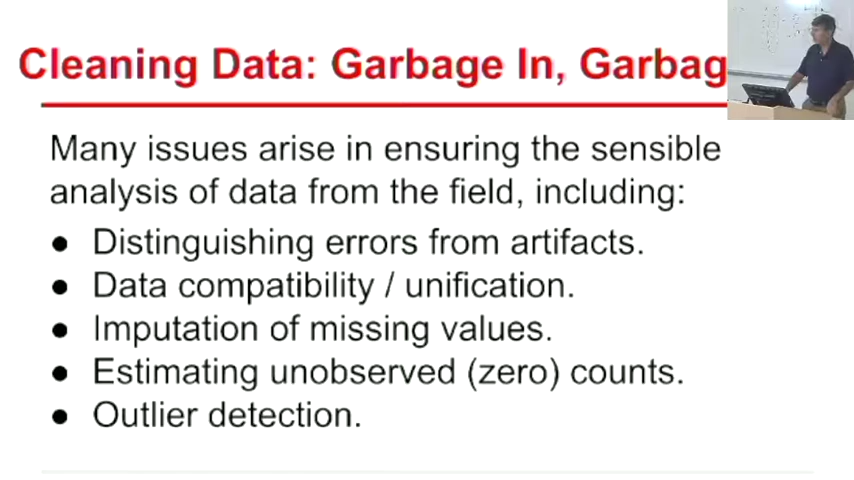 Cleaning Data: Garbage In, Garbag
Many issues arise in ensuring the sensible
analysis of data from the field, including:
● Distinguishing errors from artifacts.
● Data compatibility / unification.
● Imputation of missing values.
● Estimating unobserved (zero) counts.
● Outlier detection.